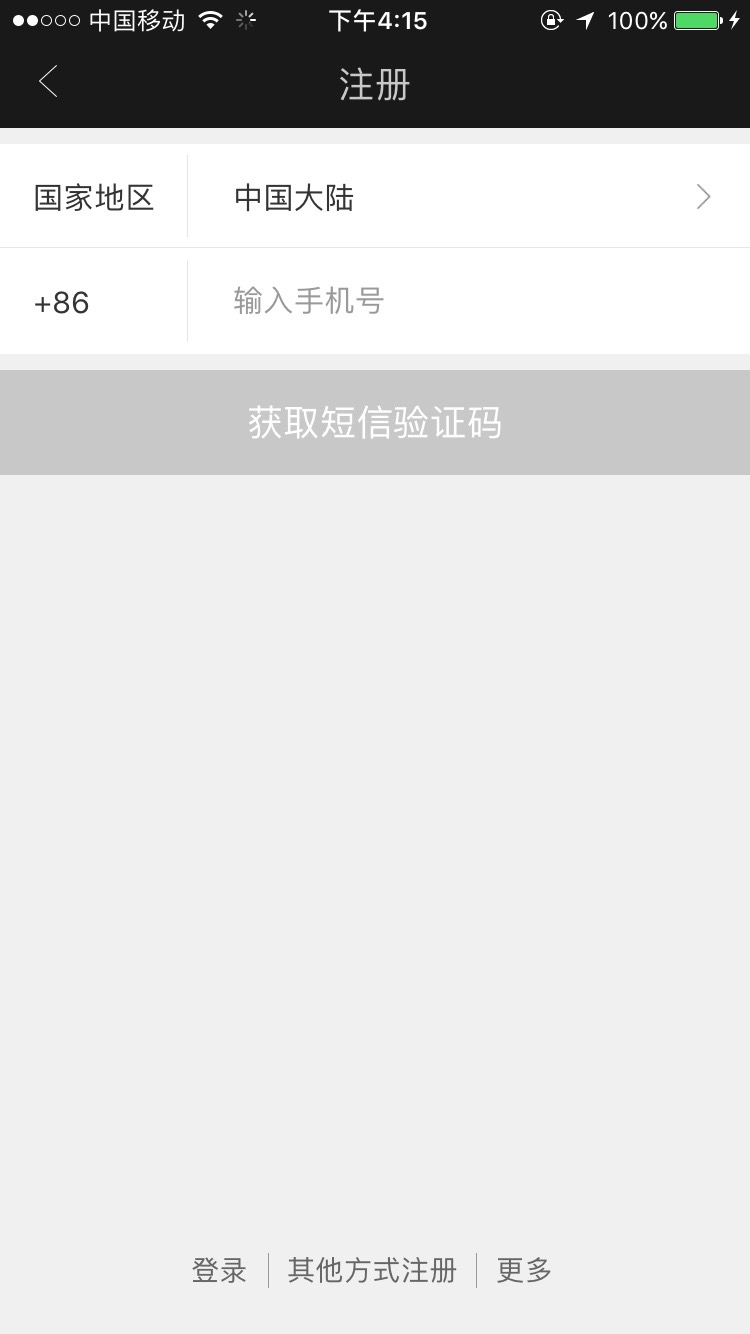 中国移动 下午4:15 100%
注册
国家地区 中国大陆
+86 输入手机号
获取短信验证码
登录 其他方式注册 更多